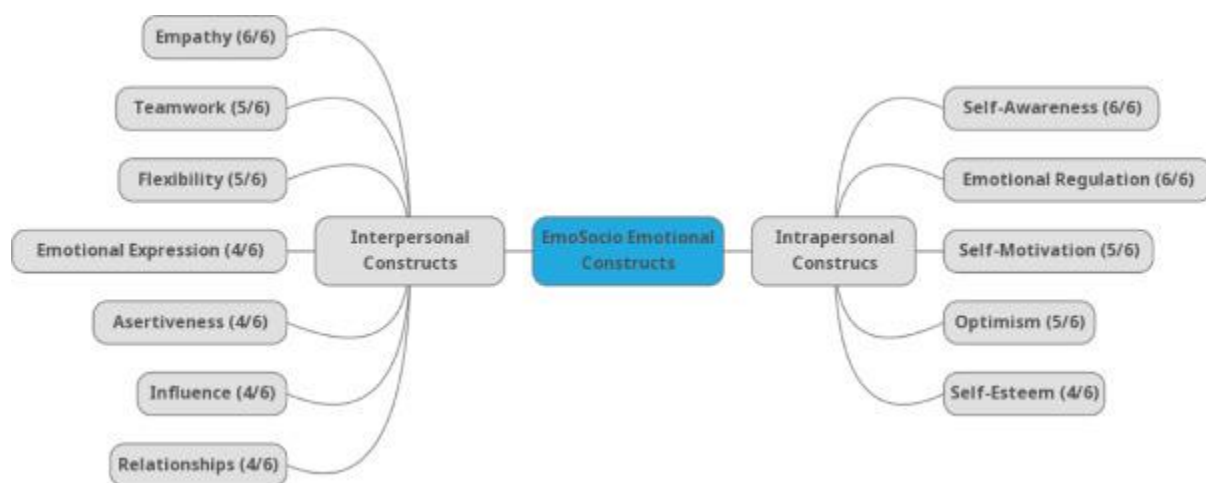 Empathy (6/6)
Teamwork (5/6)
Flexibility (5/6)
Emotional Expression (4/6)
Asertiveness (4/6)
Influence (4/6)
Relationships (4/6)
Interpersonal
Constructs
EmoSocio Emotional
Constructs
Intrapersonal
Construcs
Self-Awareness (6/6)
Emotional Regulation (6/6)
Self-Motivation (5/6)
Optimism (5/6)
Self-Esteem (4/6)